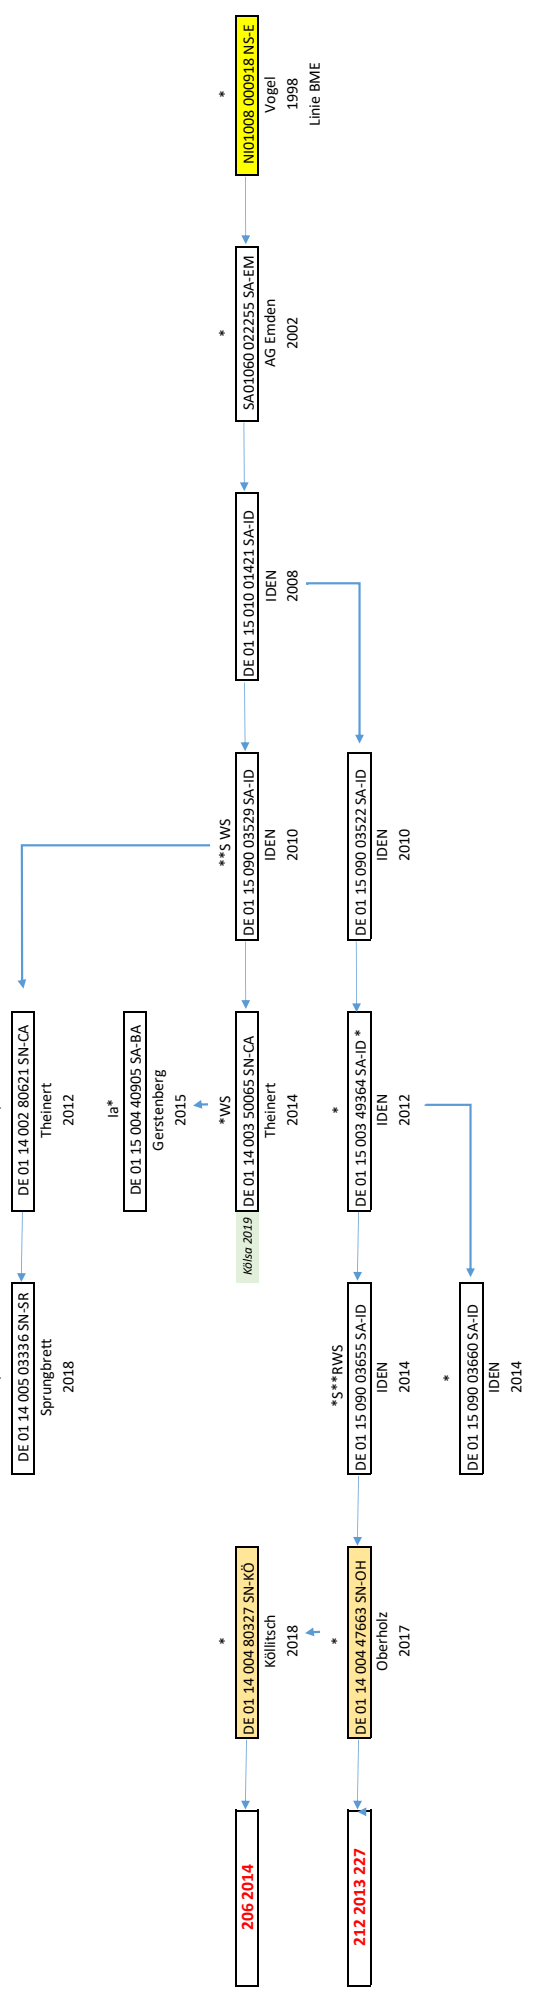 *
NI01008 000918 NS-E
Vogel
1998
Linie BME
*
SA01060 022255 SA-EM
AG Emden
2002
DE 01 15 010 01421 SA-ID
IDEN
2008
**S WS
DE 01 15 090 03529 SA-ID
IDEN
2010
DE 01 15 090 03522 SA-ID
IDEN
2010
DE 01 14 002 80621 SN-CA
Theinert
2012
Ia*
DE 01 15 004 40905 SA-BA
Gerstenberg
2015
*WS
DE 01 14 003 50065 SN-CA
Theinert
2014
Kölsa 2019
*
DE 01 15 003 49364 SA-ID *
IDEN
2012
DE 01 14 005 03336 SN-SR
Sprungbrett
2018
*S**RWS
DE 01 15 090 03655 SA-ID
IDEN
2014
*
DE 01 15 090 03660 SA-ID
IDEN
2014
*
DE 01 14 004 80327 SN-KÖ
Köllitsch
2018
*
DE 01 14 004 47663 SN-OH
Oberholz
2017
206 2014
212 2013 227